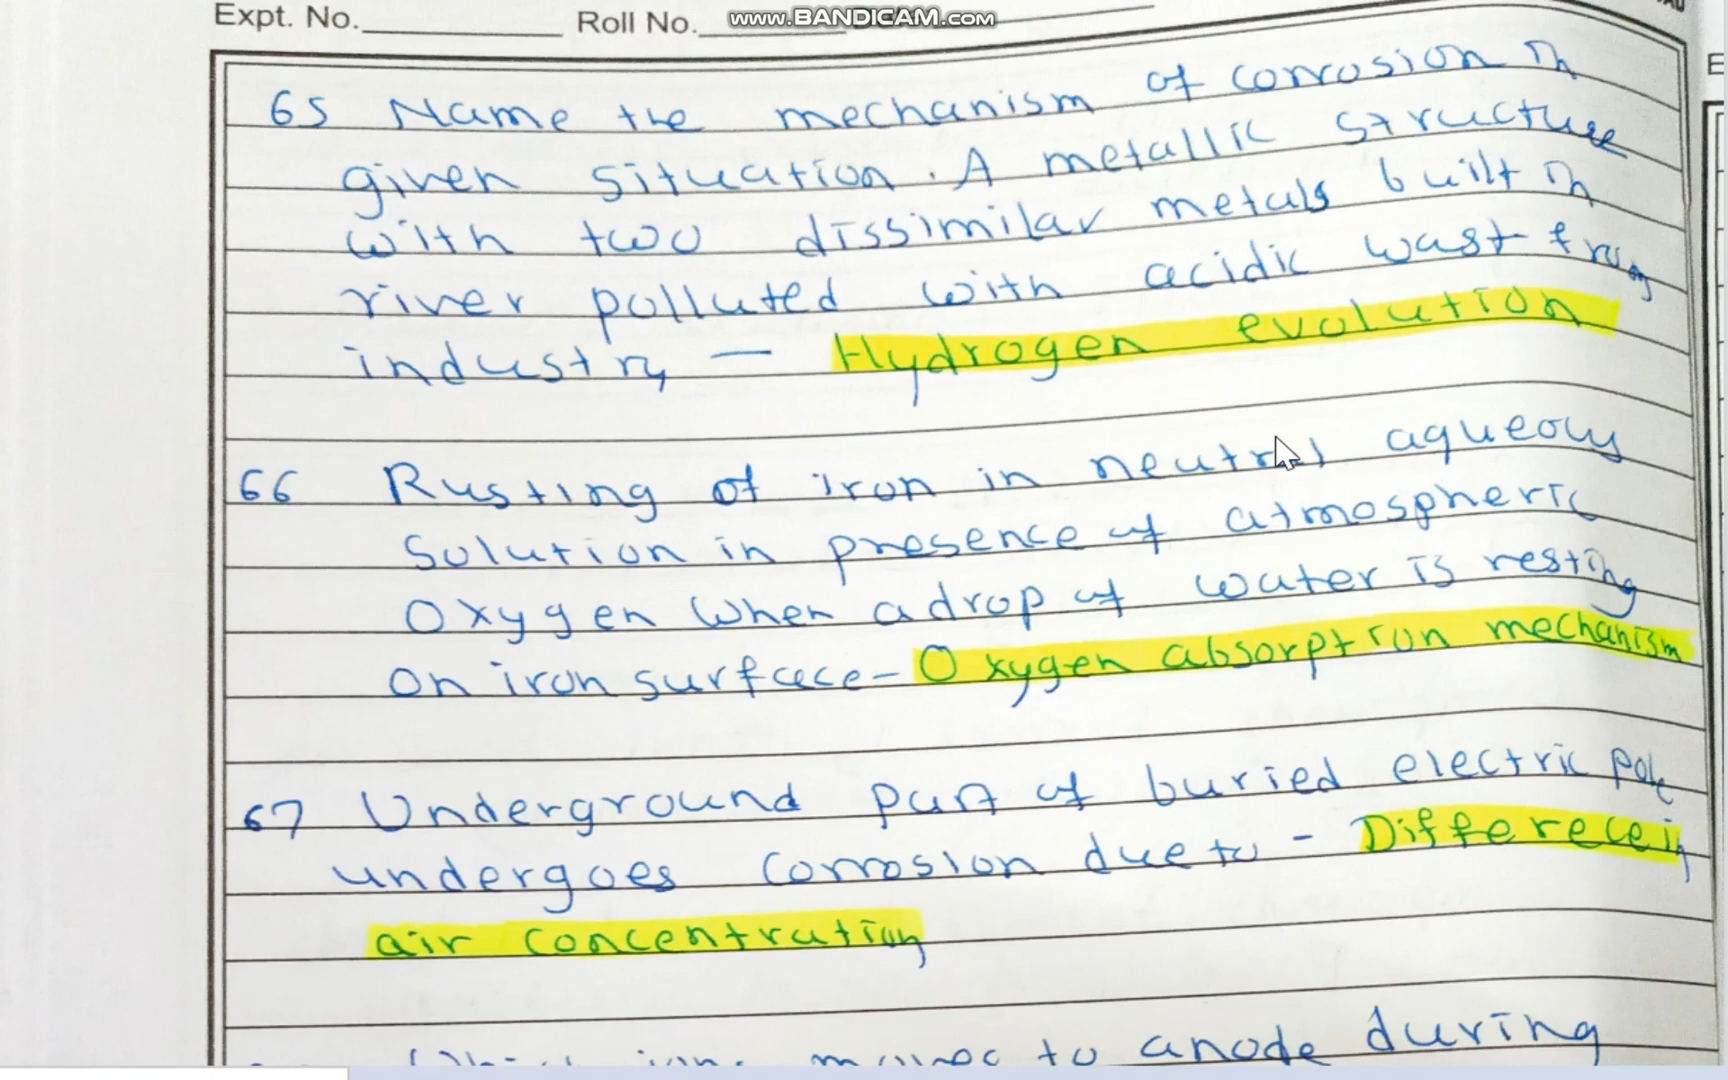 Expt. No. Roll No. www.BANDICAM.com
65 Name the mechanism of corrosion in
given situation. A metallic structure
with two dissimilar metals built in
river polluted with acidic wast from
industry — Hydrogen evolution
66 Rusting of iron in neutral aqueous
Solution in presence of atmospheric
Oxygen when a drop of water is resting
on iron surface - Oxygen absorption mechanism
67 Underground part of buried electric pole
undergoes corrosion due to - Differece in
air concentration
to anode during